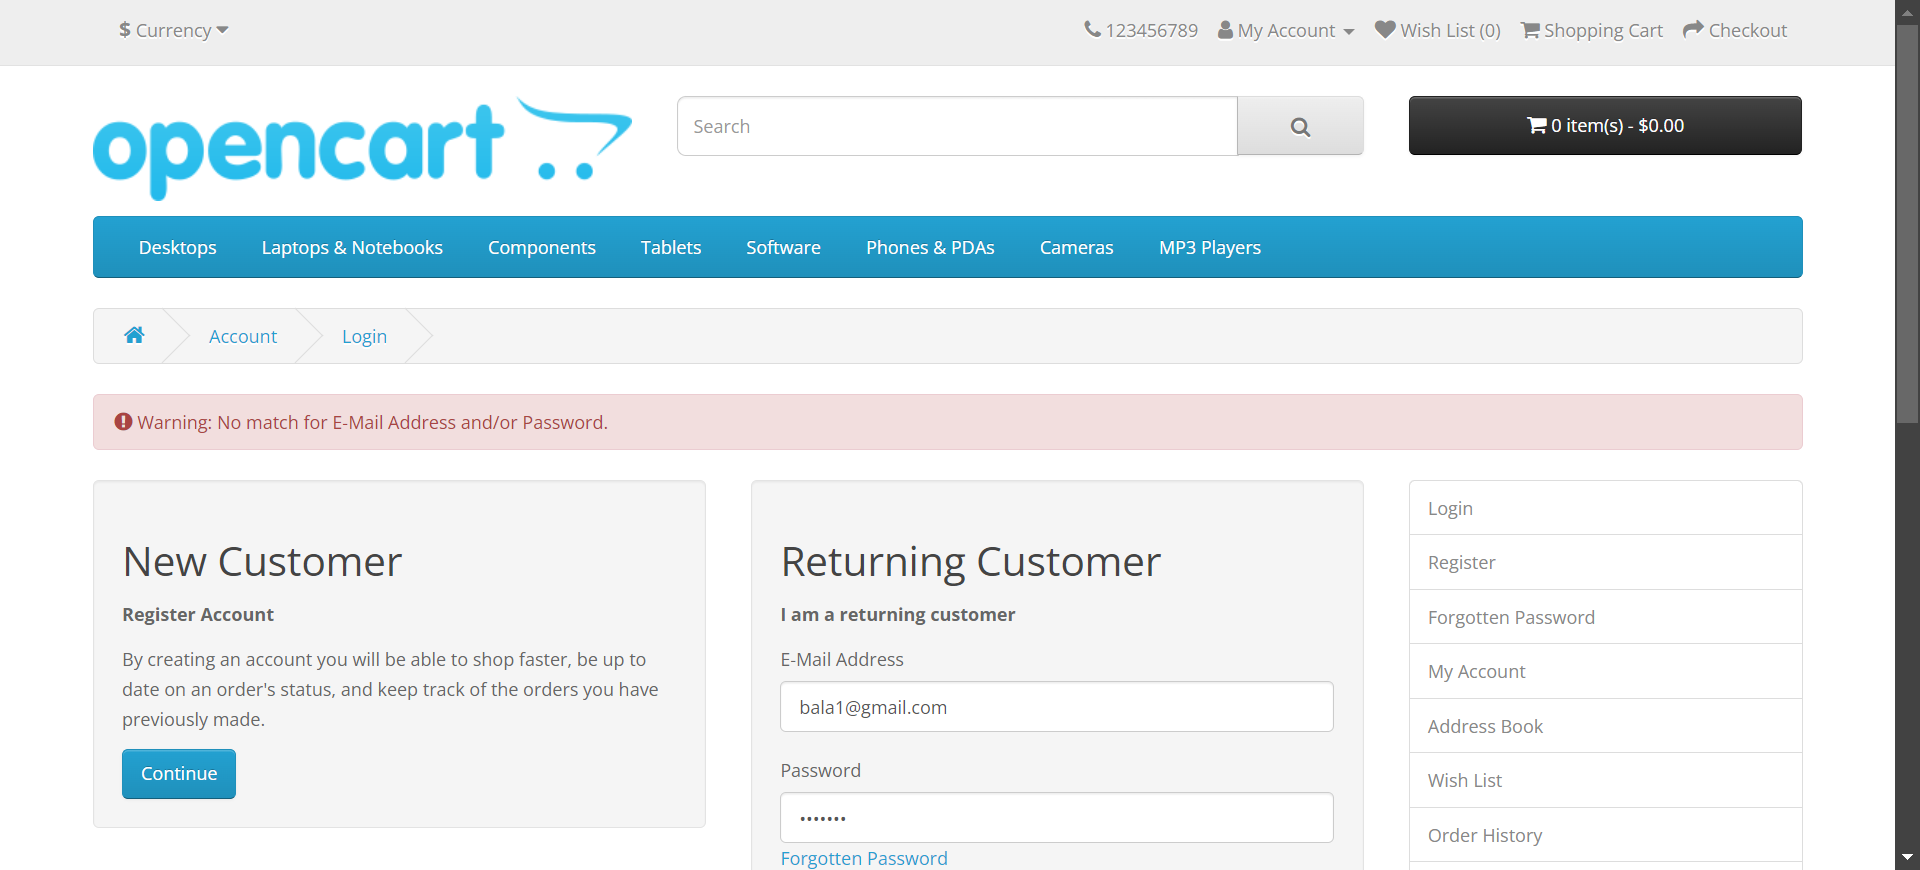 $ Currency
123456789 My Account Wish List (0) Shopping Cart Checkout
opencart
Search
0 item(s) - $0.00
Desktops Laptops & Notebooks Components Tablets Software Phones & PDAs Cameras MP3 Players
Account Login
Warning: No match for E-Mail Address and/or Password.
New Customer
Register Account
By creating an account you will be able to shop faster, be up to
date on an order's status, and keep track of the orders you have
previously made.
Continue
Returning Customer
I am a returning customer
E-Mail Address
bala1@gmail.com
Password
•••••••
Forgotten Password
Login
Register
Forgotten Password
My Account
Address Book
Wish List
Order History